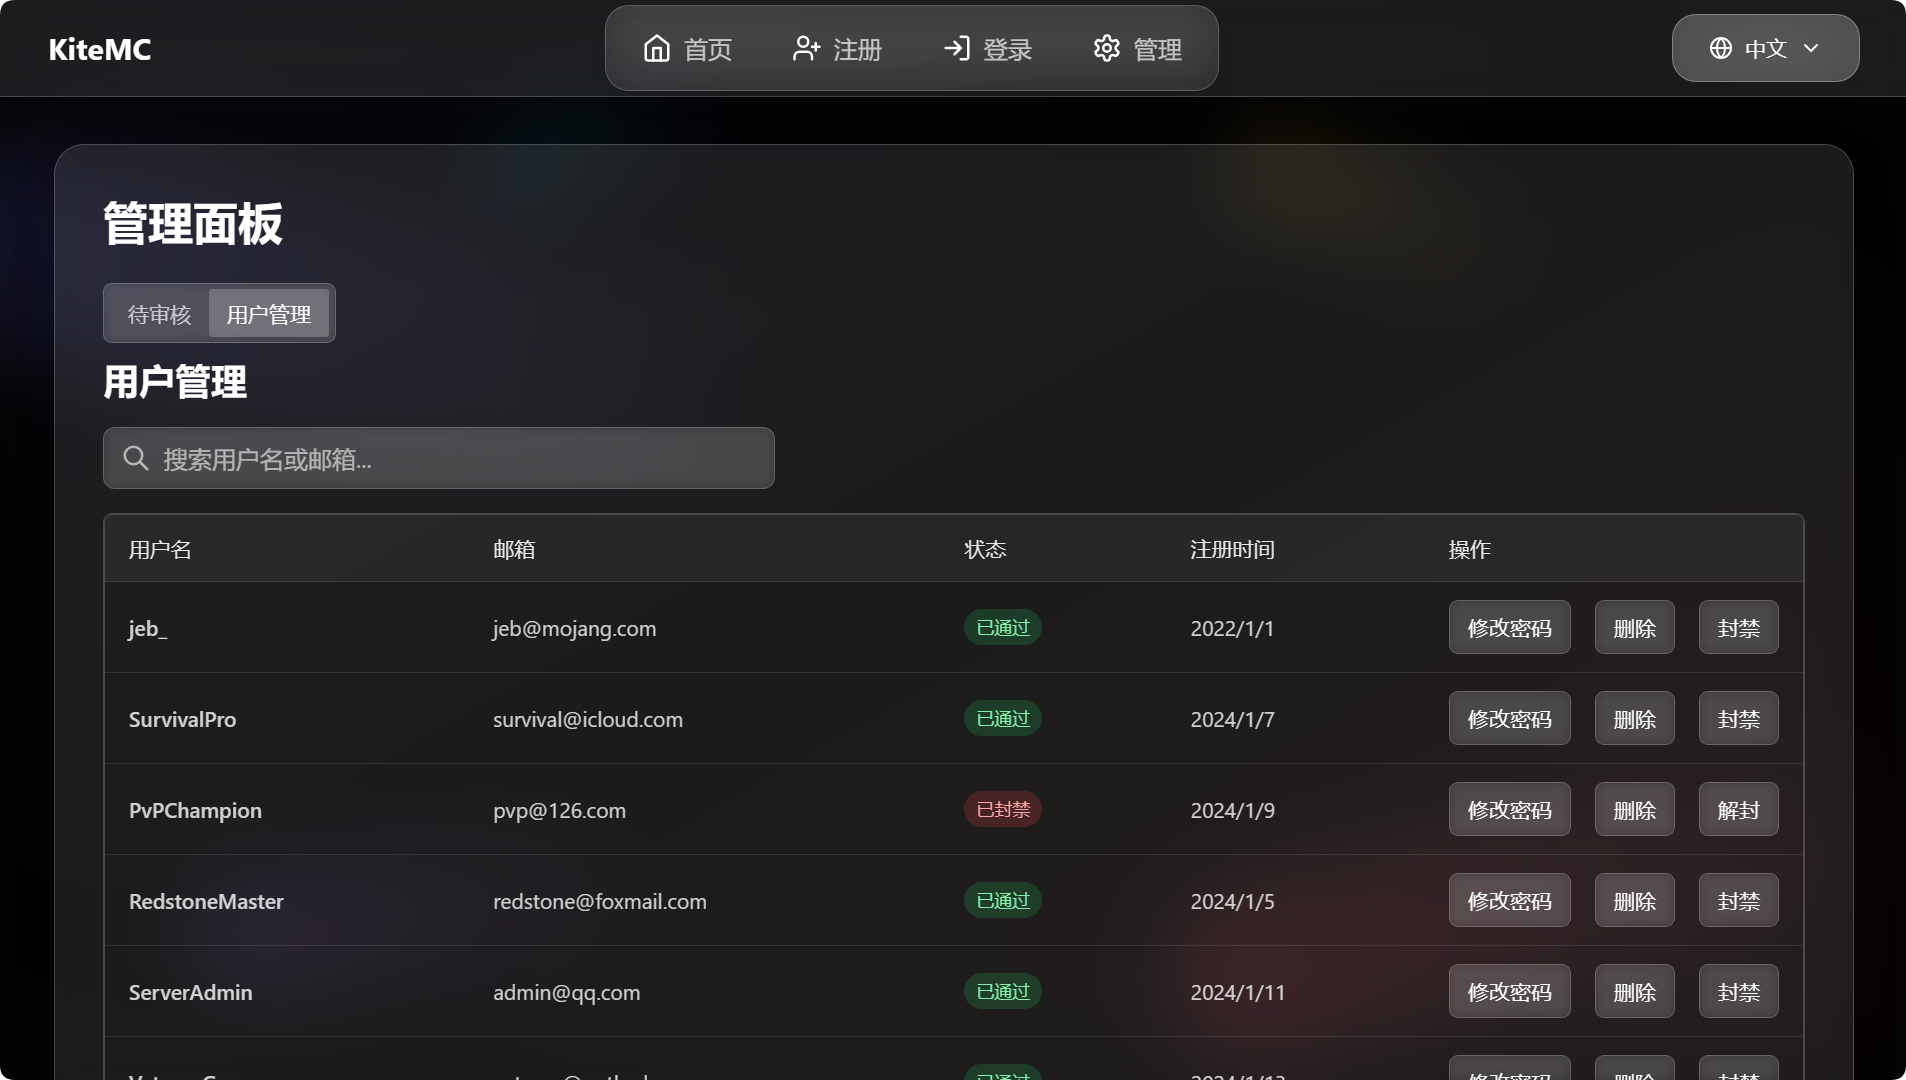 KiteMC
首页
注册
登录
管理
中文
管理面板
待审核
用户管理
用户管理
搜索用户名或邮箱...
用户名 邮箱 状态 注册时间 操作
jeb_ jeb@mojang.com 已通过 2022/1/1 修改密码 删除 封禁
SurvivalPro survival@icloud.com 已通过 2024/1/7 修改密码 删除 封禁
PvPChampion pvp@126.com 已封禁 2024/1/9 修改密码 删除 解封
RedstoneMaster redstone@foxmail.com 已通过 2024/1/5 修改密码 删除 封禁
ServerAdmin admin@qq.com 已通过 2024/1/11 修改密码 删除 封禁